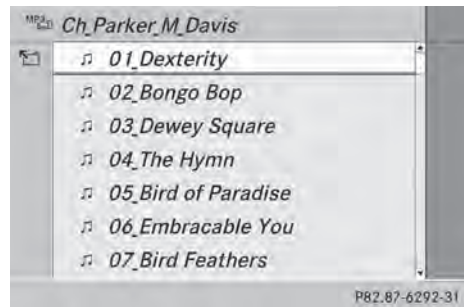 MP3 Ch_Parker_M_Davis
01_Dexterity
02_Bongo Bop
03_Dewey Square
04_The Hymn
05_Bird of Paradise
06_Embracable You
07_Bird Feathers
P82.87-6292-31